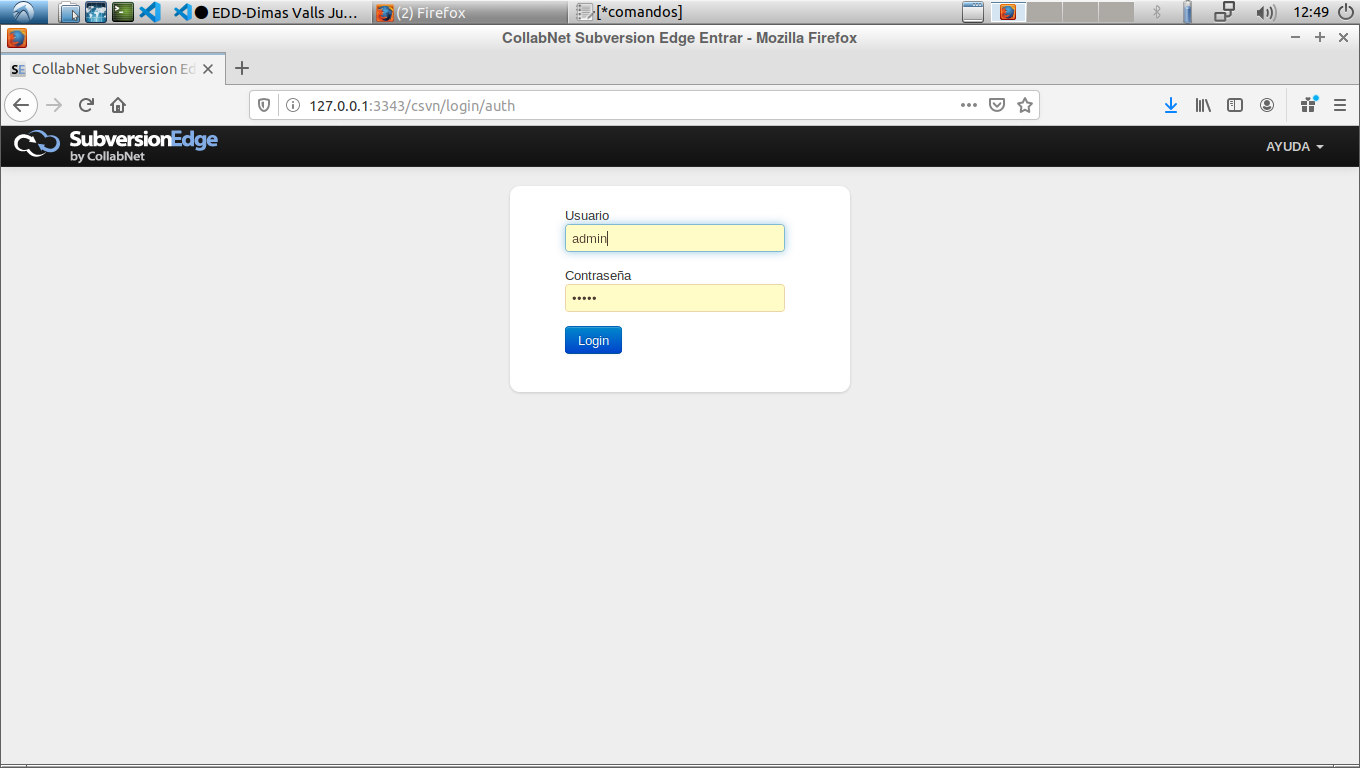 EDD-Dimas Valls Ju...
(2) Firefox
[*comandos]
12:49
CollabNet Subversion Edge Entrar - Mozilla Firefox
SE CollabNet Subversion Ed
127.0.0.1:3343/csvn/login/auth
SubversionEdge
by CollabNet
AYUDA
Usuario
admin
Contraseña
•••••
Login